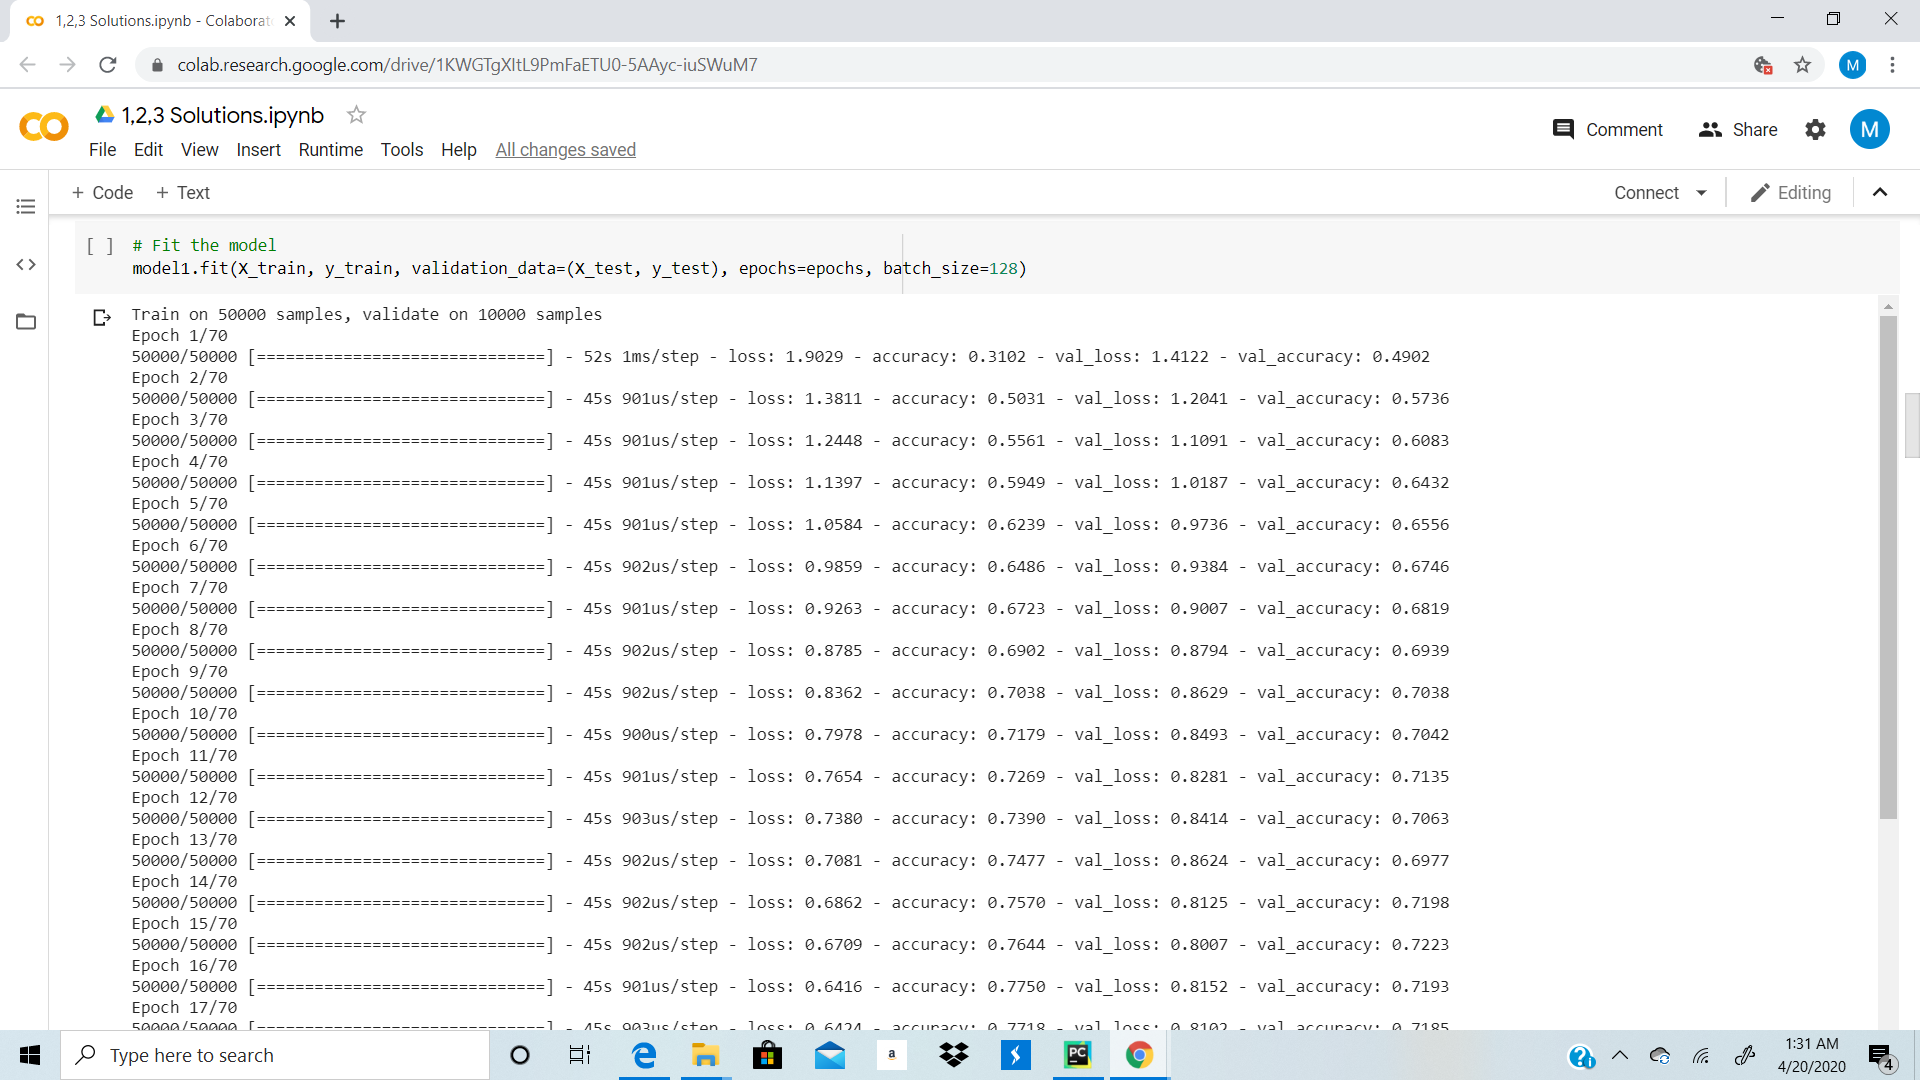 1,2,3 Solutions.ipynb - Colaborat
colab.research.google.com/drive/1KWGTgXItL9PmFaETU0-5AAyc-iuSWuM7
M
1,2,3 Solutions.ipynb
Comment
Share
M
File Edit View Insert Runtime Tools Help All changes saved
+ Code + Text
Connect
Editing
[ ] # Fit the model
model1.fit(X_train, y_train, validation_data=(X_test, y_test), epochs=epochs, batch_size=128)
Train on 50000 samples, validate on 10000 samples
Epoch 1/70
50000/50000 [==============================] - 52s 1ms/step - loss: 1.9029 - accuracy: 0.3102 - val_loss: 1.4122 - val_accuracy: 0.4902
Epoch 2/70
50000/50000 [==============================] - 45s 901us/step - loss: 1.3811 - accuracy: 0.5031 - val_loss: 1.2041 - val_accuracy: 0.5736
Epoch 3/70
50000/50000 [==============================] - 45s 901us/step - loss: 1.2448 - accuracy: 0.5561 - val_loss: 1.1091 - val_accuracy: 0.6083
Epoch 4/70
50000/50000 [==============================] - 45s 901us/step - loss: 1.1397 - accuracy: 0.5949 - val_loss: 1.0187 - val_accuracy: 0.6432
Epoch 5/70
50000/50000 [==============================] - 45s 901us/step - loss: 1.0584 - accuracy: 0.6239 - val_loss: 0.9736 - val_accuracy: 0.6556
Epoch 6/70
50000/50000 [==============================] - 45s 902us/step - loss: 0.9859 - accuracy: 0.6486 - val_loss: 0.9384 - val_accuracy: 0.6746
Epoch 7/70
50000/50000 [==============================] - 45s 901us/step - loss: 0.9263 - accuracy: 0.6723 - val_loss: 0.9007 - val_accuracy: 0.6819
Epoch 8/70
50000/50000 [==============================] - 45s 902us/step - loss: 0.8785 - accuracy: 0.6902 - val_loss: 0.8794 - val_accuracy: 0.6939
Epoch 9/70
50000/50000 [==============================] - 45s 902us/step - loss: 0.8362 - accuracy: 0.7038 - val_loss: 0.8629 - val_accuracy: 0.7038
Epoch 10/70
50000/50000 [==============================] - 45s 900us/step - loss: 0.7978 - accuracy: 0.7179 - val_loss: 0.8493 - val_accuracy: 0.7042
Epoch 11/70
50000/50000 [==============================] - 45s 901us/step - loss: 0.7654 - accuracy: 0.7269 - val_loss: 0.8281 - val_accuracy: 0.7135
Epoch 12/70
50000/50000 [==============================] - 45s 903us/step - loss: 0.7380 - accuracy: 0.7390 - val_loss: 0.8414 - val_accuracy: 0.7063
Epoch 13/70
50000/50000 [==============================] - 45s 902us/step - loss: 0.7081 - accuracy: 0.7477 - val_loss: 0.8624 - val_accuracy: 0.6977
Epoch 14/70
50000/50000 [==============================] - 45s 902us/step - loss: 0.6862 - accuracy: 0.7570 - val_loss: 0.8125 - val_accuracy: 0.7198
Epoch 15/70
50000/50000 [==============================] - 45s 902us/step - loss: 0.6709 - accuracy: 0.7644 - val_loss: 0.8007 - val_accuracy: 0.7223
Epoch 16/70
50000/50000 [==============================] - 45s 901us/step - loss: 0.6416 - accuracy: 0.7750 - val_loss: 0.8152 - val_accuracy: 0.7193
Epoch 17/70
50000/50000 [==============================] - 45s 903us/step - loss: 0.6424 - accuracy: 0.7718 - val_loss: 0.8102 - val_accuracy: 0.7185
Type here to search
a
PC
1:31 AM
4/20/2020
4